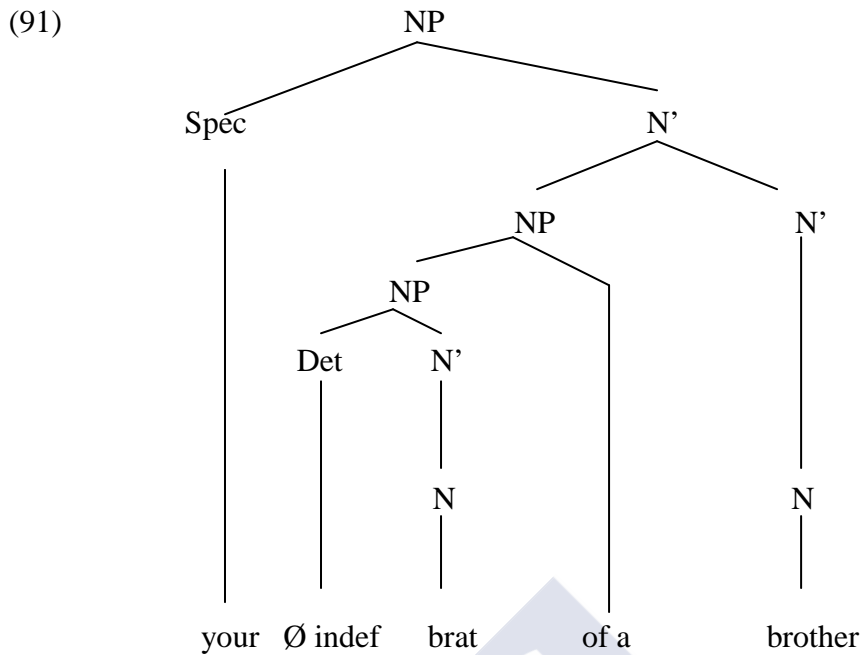 (91) NP
Spec N’
NP N’
NP
Det N’
N N
your Ø indef brat of a brother